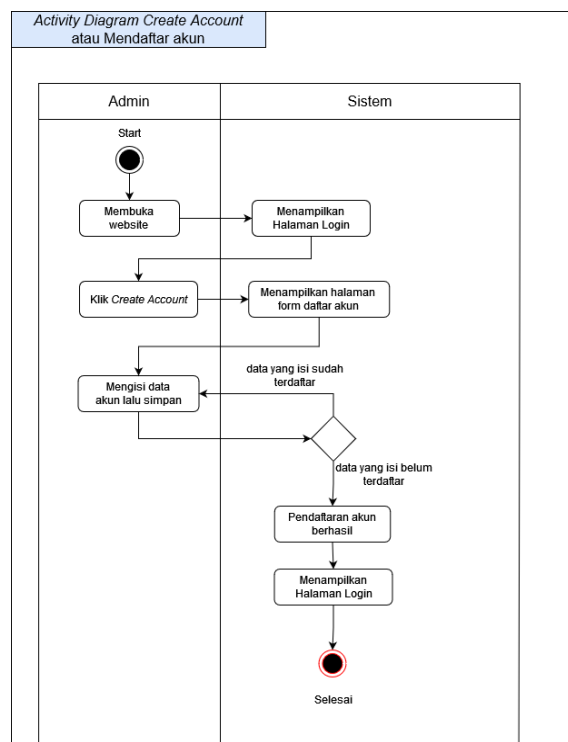 Activity Diagram Create Account
atau Mendaftar akun
Admin
Sistem
Start
Membuka
website
Menampilkan
Halaman Login
Klik Create Account
Menampilkan halaman
form daftar akun
Mengisi data
akun lalu simpan
data yang isi sudah
terdaftar
data yang isi belum
terdaftar
Pendaftaran akun
berhasil
Menampilkan
Halaman Login
Selesai